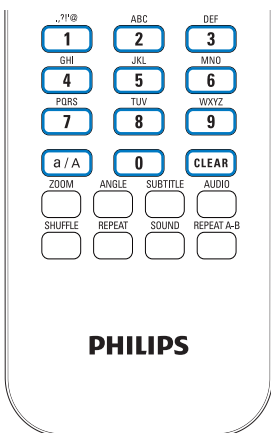 .,?!'@ ABC DEF
1 2 3
GHI JKL MNO
4 5 6
PQRS TUV WXYZ
7 8 9
a / A 0 CLEAR
ZOOM ANGLE SUBTITLE AUDIO
SHUFFLE REPEAT SOUND REPEAT A-B
PHILIPS